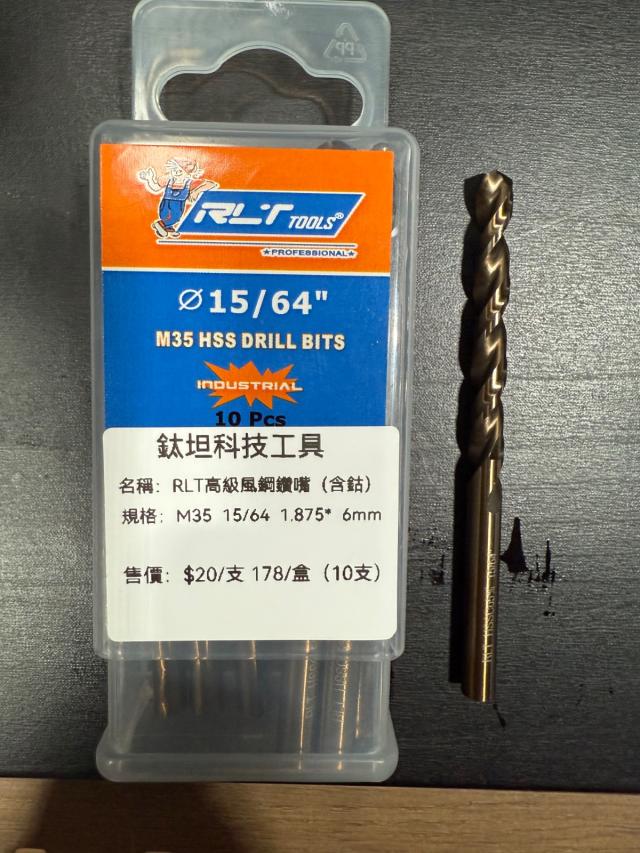 PP
RLT TOOLS®
★PROFESSIONAL★
Ø 15/64"
M35 HSS DRILL BITS
INDUSTRIAL
10 Pcs
鈦坦科技工具
名稱: RLT高級風鋼鑽嘴（含鈷）
規格: M35 15/64 1.875* 6mm
售價: $20/支 178/盒（10支）